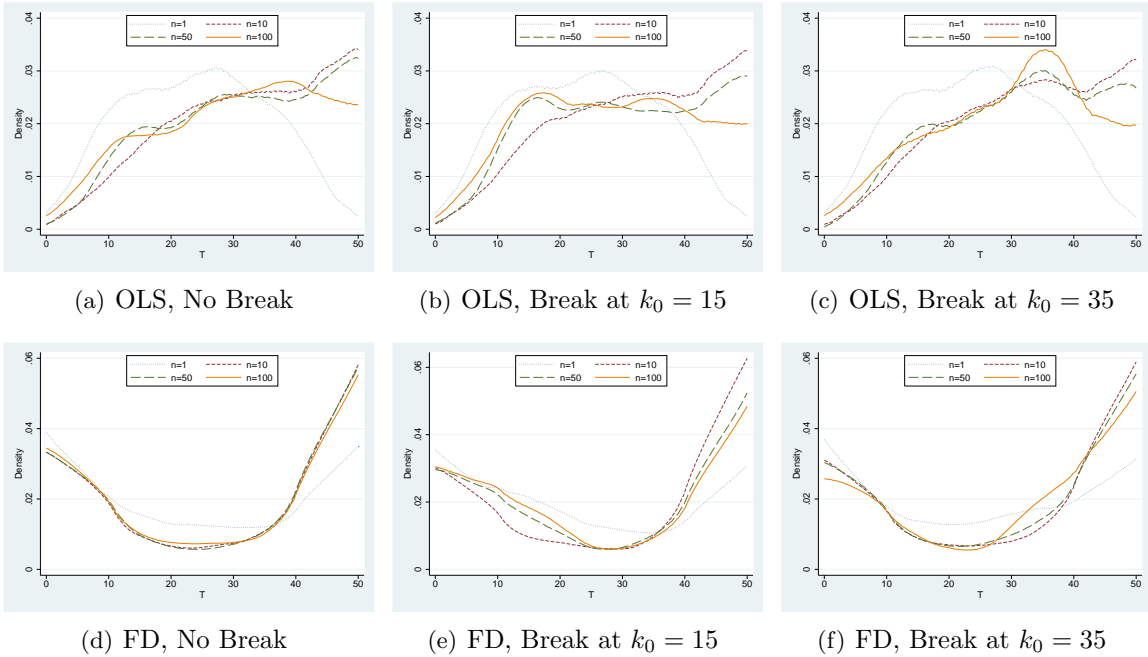 n=1 n=10
n=50 n=100
Density
0 .01 .02 .03 .04
0 10 20 30 40 50
T
(a) OLS, No Break
n=1 n=10
n=50 n=100
Density
0 .01 .02 .03 .04
0 10 20 30 40 50
T
(b) OLS, Break at k₀ = 15
n=1 n=10
n=50 n=100
Density
0 .01 .02 .03 .04
0 10 20 30 40 50
T
(c) OLS, Break at k₀ = 35
n=1 n=10
n=50 n=100
Density
0 .02 .04 .06
0 10 20 30 40 50
T
(d) FD, No Break
n=1 n=10
n=50 n=100
Density
0 .02 .04 .06
0 10 20 30 40 50
T
(e) FD, Break at k₀ = 15
n=1 n=10
n=50 n=100
Density
0 .02 .04 .06
0 10 20 30 40 50
T
(f) FD, Break at k₀ = 35